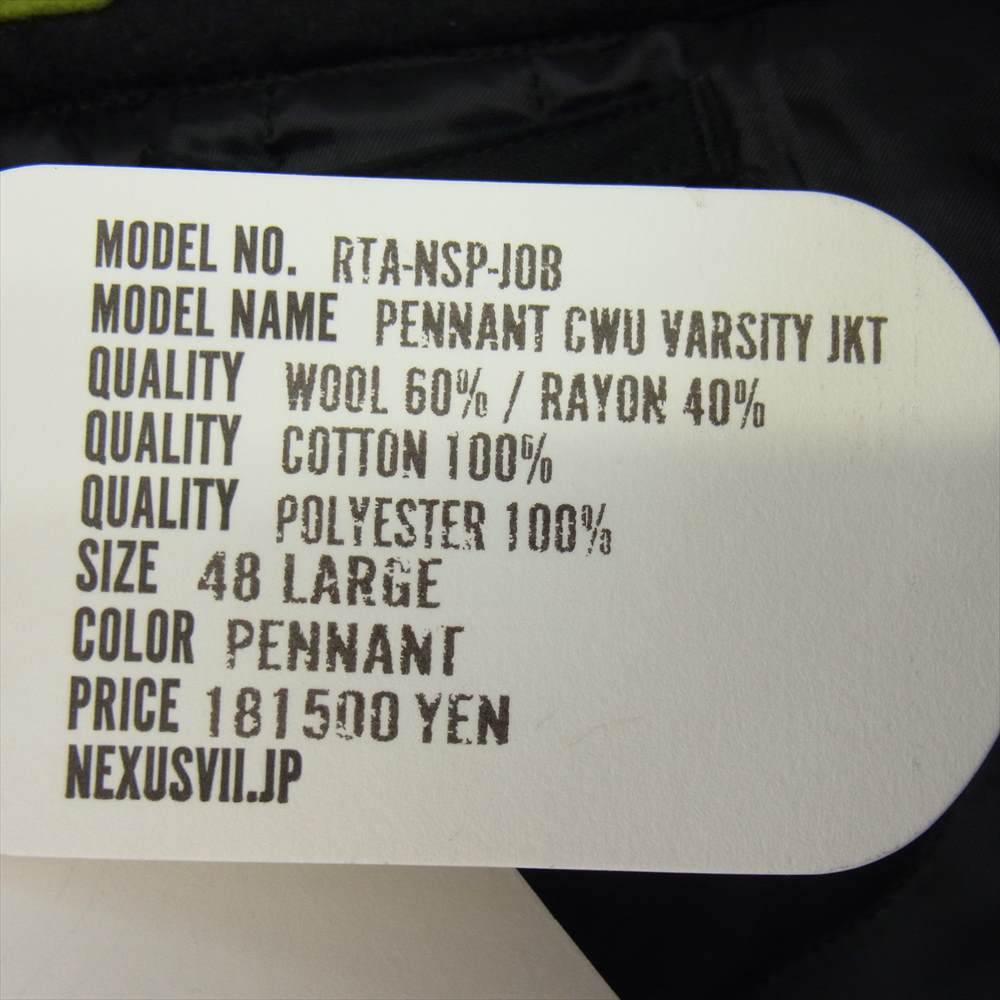 MODEL NO. RTA-NSP-JOB
MODEL NAME PENNANT CWU VARSITY JKT
QUALITY WOOL 60% / RAYON 40%
QUALITY COTTON 100%
QUALITY POLYESTER 100%
SIZE 48 LARGE
COLOR PENNANT
PRICE 181500 YEN
NEXUSVII.JP